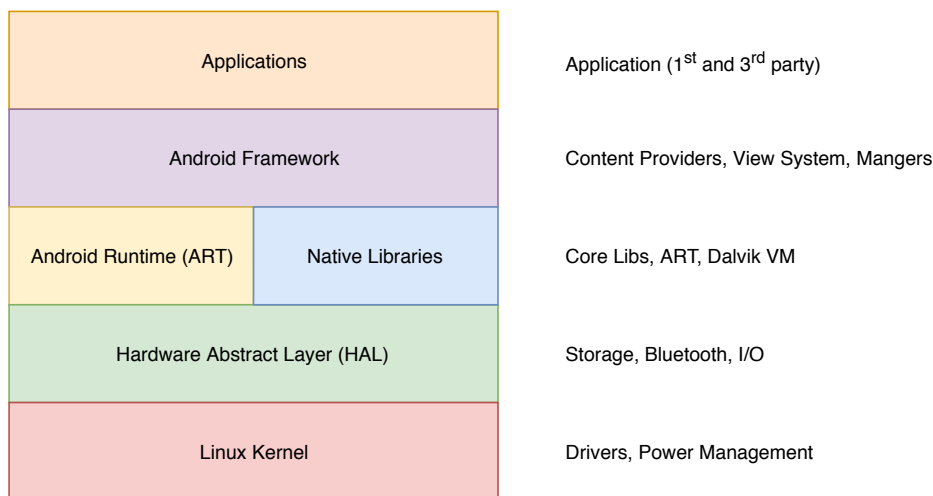 Applications
Application (1st and 3rd party)
Android Framework
Content Providers, View System, Mangers
Android Runtime (ART)
Native Libraries
Core Libs, ART, Dalvik VM
Hardware Abstract Layer (HAL)
Storage, Bluetooth, I/O
Linux Kernel
Drivers, Power Management